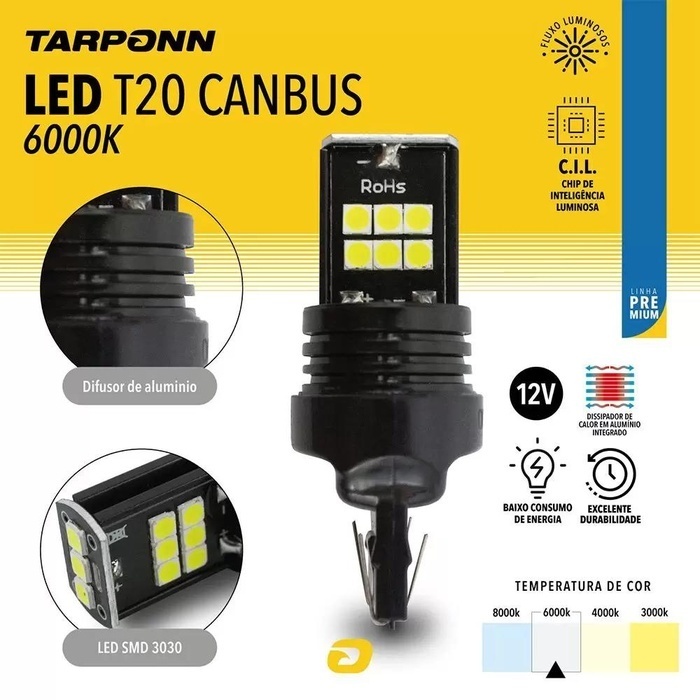 TARPONN
LED T20 CANBUS
6000K
FLUXO LUMINOSOS
C.I.L.
CHIP DE
INTELIGÊNCIA
LUMINOSA
RoHs
LINHA
PRE
MIUM
Difusor de aluminio
12V
DISSIPADOR DE
CALOR EM ALUMÍNIO
INTEGRADO
BAIXO CONSUMO
DE ENERGIA
EXCELENTE
DURABILIDADE
LED SMD 3030
TEMPERATURA DE COR
8000k 6000k 4000k 3000k